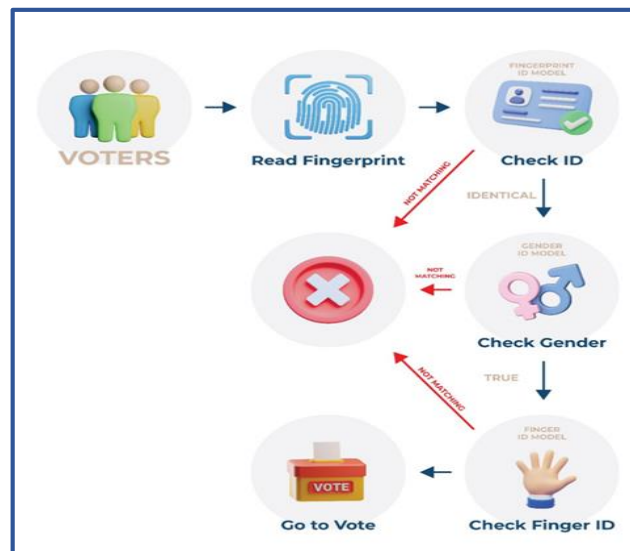 FINGERPRINT
ID MODEL
VOTERS
Read Fingerprint
Check ID
NOT MATCHING
IDENTICAL
GENDER
ID MODEL
NOT
MATCHING
Check Gender
TRUE
NOT MATCHING
FINGER
ID MODEL
VOTE
Go to Vote
Check Finger ID